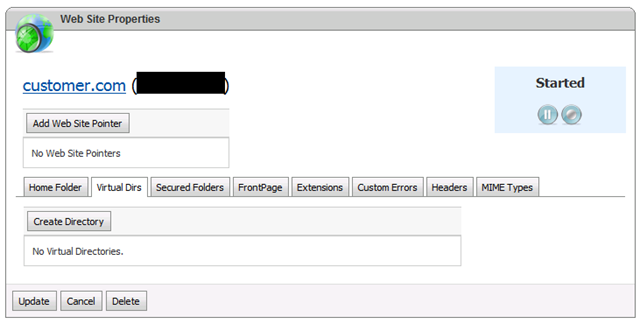 Web Site Properties
customer.com ( )
Started
Add Web Site Pointer
No Web Site Pointers
Home Folder Virtual Dirs Secured Folders FrontPage Extensions Custom Errors Headers MIME Types
Create Directory
No Virtual Directories.
Update Cancel Delete